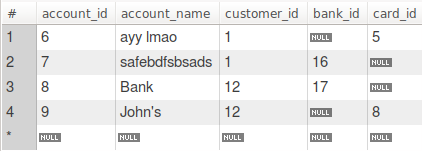 # account_id account_name customer_id bank_id card_id
1 6 ayy lmao 1 NULL 5
2 7 safebdfsbsads 1 16 NULL
3 8 Bank 12 17 NULL
4 9 John's 12 NULL 8
* NULL NULL NULL NULL NULL